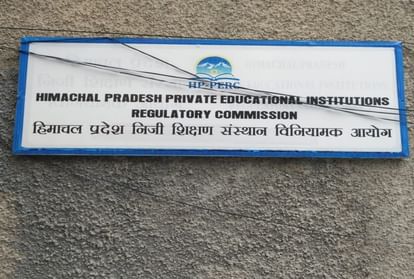 HP-PERC
HIMACHAL PRADESH PRIVATE EDUCATIONAL INSTITUTIONS
REGULATORY COMMISSION
हिमाचल प्रदेश निजी शिक्षण संस्थान विनियामक आयोग